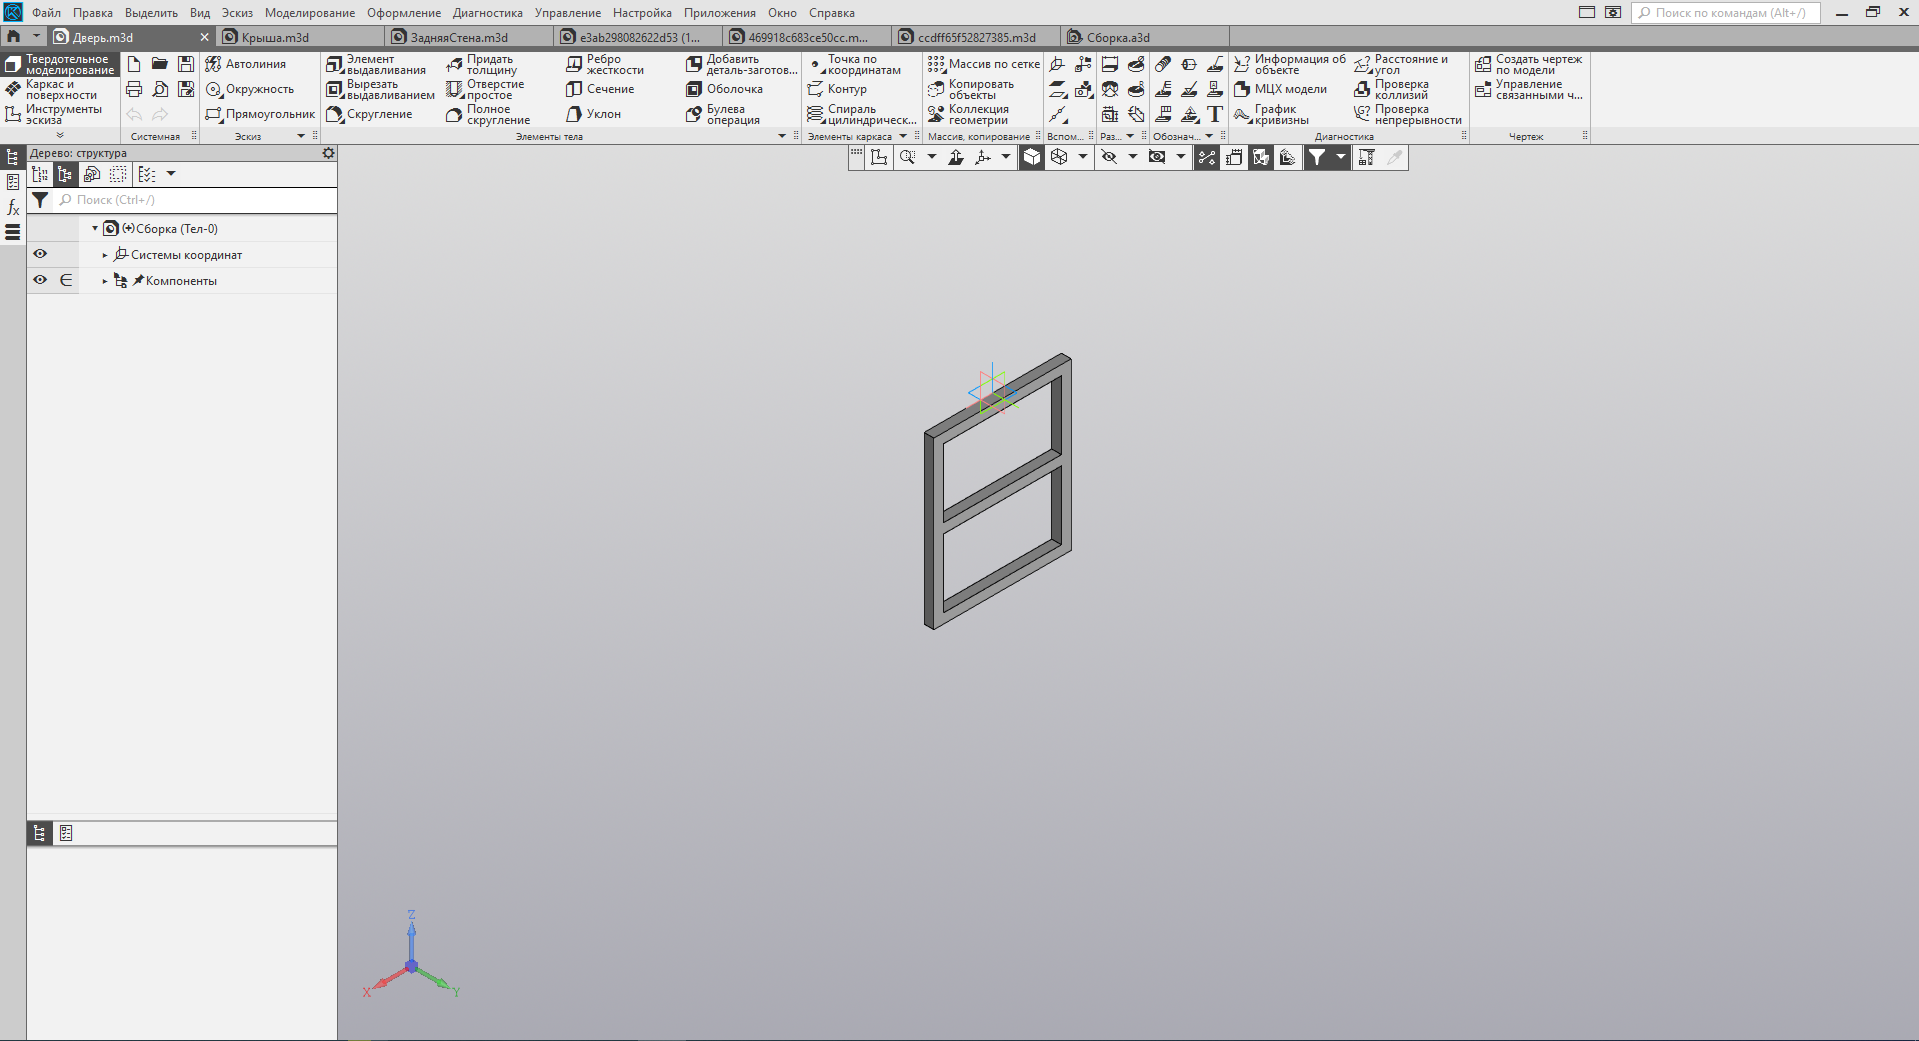 Файл Правка Выделить Вид Эскиз Моделирование Оформление Диагностика Управление Настройка Приложения Окно Справка
Поиск по командам (Alt+/)
Дверь.m3d
Крыша.m3d
ЗадняяСтена.m3d
e3ab298082622d53 (1...
469918c683ce50cc.m...
ccdff65f52827385.m3d
Сборка.a3d
Твердотельное
моделирование
Каркас и
поверхности
Инструменты
эскиза
Системная
Автолиния
Окружность
Прямоугольник
Эскиз
Элемент
выдавливания
Вырезать
выдавливанием
Скругление
Придать
толщину
Отверстие
простое
Полное
скругление
Ребро
жесткости
Сечение
Уклон
Добавить
деталь-заготов...
Оболочка
Булева
операция
Элементы тела
Точка по
координатам
Контур
Спираль
цилиндрическ...
Элементы каркаса
Массив по сетке
Копировать
объекты
Коллекция
геометрии
Массив, копирование
Вспом...
Раз...
Обознач...
Информация об
объекте
МЦХ модели
График
кривизны
Расстояние и
угол
Проверка
коллизий
Проверка
непрерывности
Диагностика
Создать чертеж
по модели
Управление
связанными ч...
Чертеж
Дерево: структура
Поиск (Ctrl+/)
(+)Сборка (Тел-0)
Системы координат
Компоненты
Z
X
Y